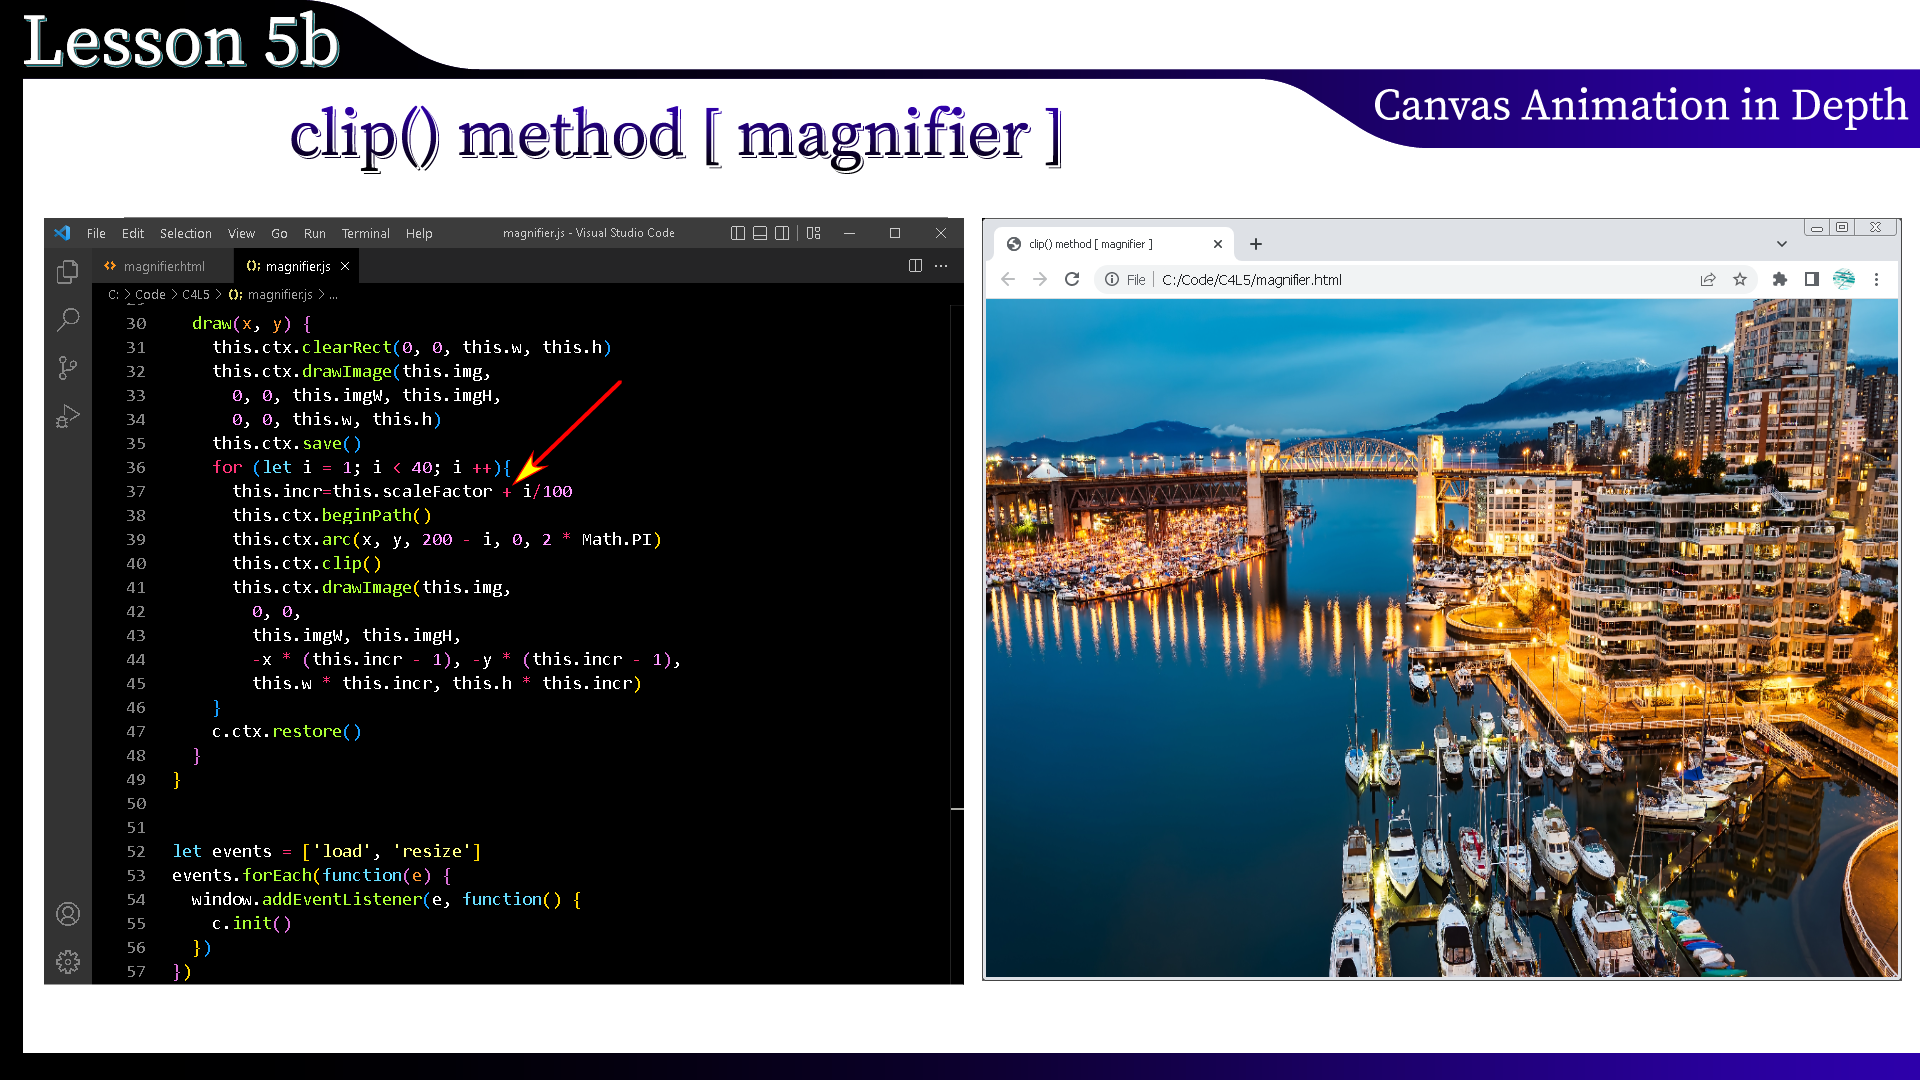 Lesson 5b
Canvas Animation in Depth
clip() method [ magnifier ]
File Edit Selection View Go Run Terminal Help magnifier.js - Visual Studio Code
magnifier.html magnifier.js
C: > Code > C4L5 > magnifier.js > ...
30 draw(x, y) {
31 this.ctx.clearRect(0, 0, this.w, this.h)
32 this.ctx.drawImage(this.img,
33 0, 0, this.imgW, this.imgH,
34 0, 0, this.w, this.h)
35 this.ctx.save()
36 for (let i = 1; i < 40; i ++){
37 this.incr=this.scaleFactor + i/100
38 this.ctx.beginPath()
39 this.ctx.arc(x, y, 200 - i, 0, 2 * Math.PI)
40 this.ctx.clip()
41 this.ctx.drawImage(this.img,
42 0, 0,
43 this.imgW, this.imgH,
44 -x * (this.incr - 1), -y * (this.incr - 1),
45 this.w * this.incr, this.h * this.incr)
46 }
47 c.ctx.restore()
48 }
49 }
50
51
52 let events = ['load', 'resize']
53 events.forEach(function(e) {
54 window.addEventListener(e, function() {
55 c.init()
56 })
57 })
clip() method [ magnifier ]
File C:/Code/C4L5/magnifier.html